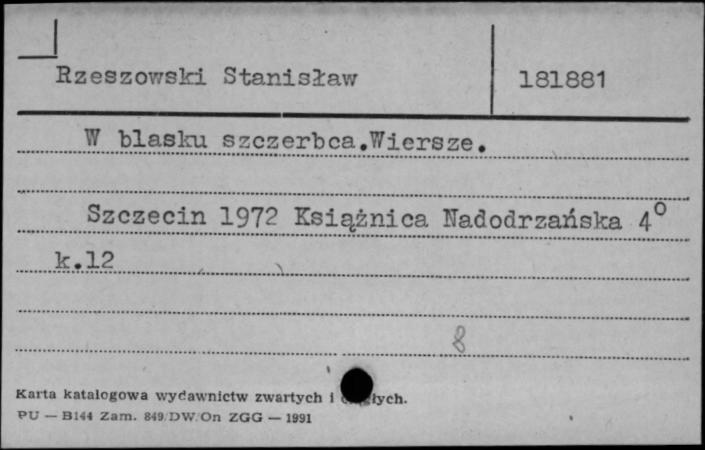 Rzeszowski Stanisław 181881
W blasku szczerbca.Wiersze.
Szczecin 1972 Książnica Nadodrzańska 4°
k.12
8
Karta katalogowa wydawnictw zwartych i
PU — B144 Zam. 849/DW/On ZGG — 1991